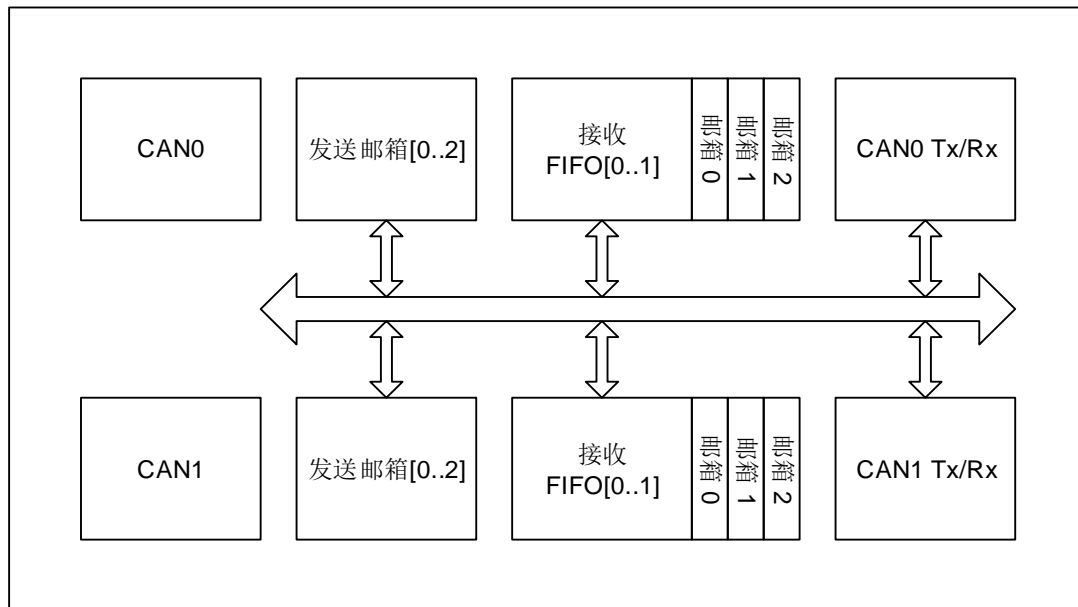 CAN0
发送邮箱[0..2]
接收
FIFO[0..1]
邮箱 0
邮箱 1
邮箱 2
CAN0 Tx/Rx
CAN1
发送邮箱[0..2]
接收
FIFO[0..1]
邮箱 0
邮箱 1
邮箱 2
CAN1 Tx/Rx